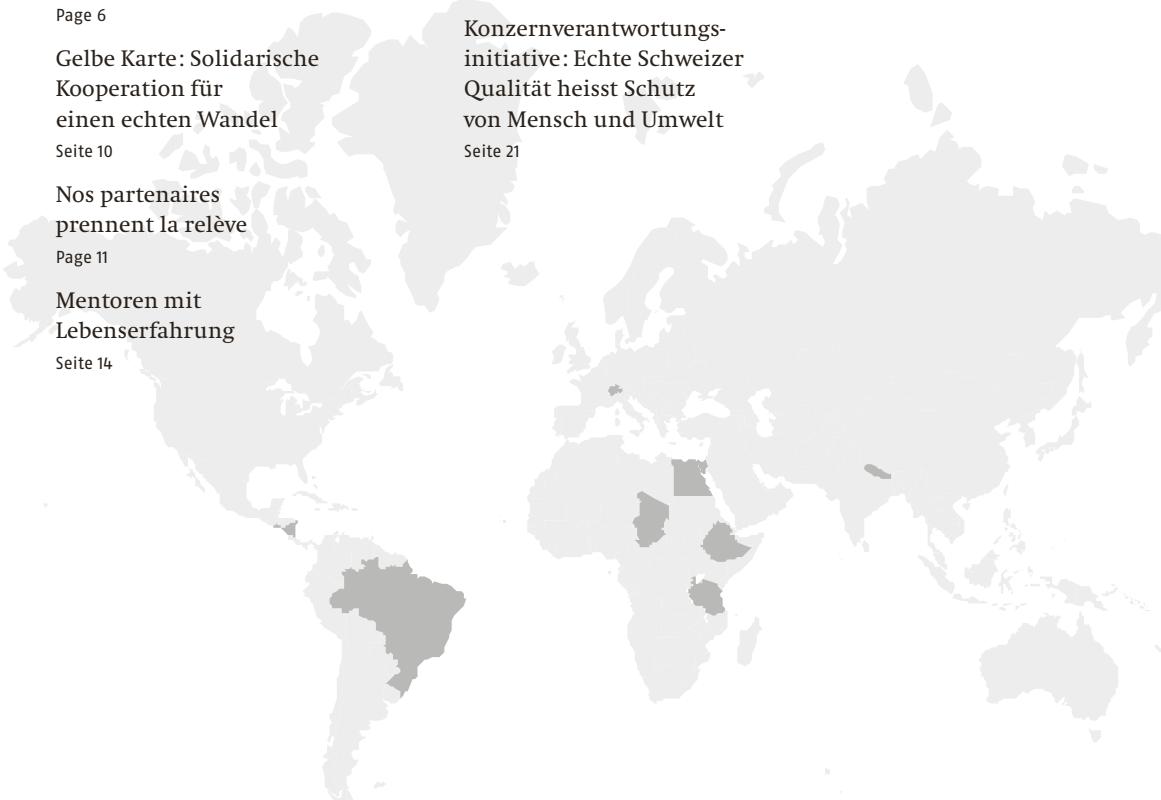 Page 6
Gelbe Karte: Solidarische
Kooperation für
einen echten Wandel
Seite 10
Nos partenaires
prennent la relève
Page 11
Mentoren mit
Lebenserfahrung
Seite 14
Konzernverantwortungs-
initiative: Echte Schweizer
Qualität heisst Schutz
von Mensch und Umwelt
Seite 21